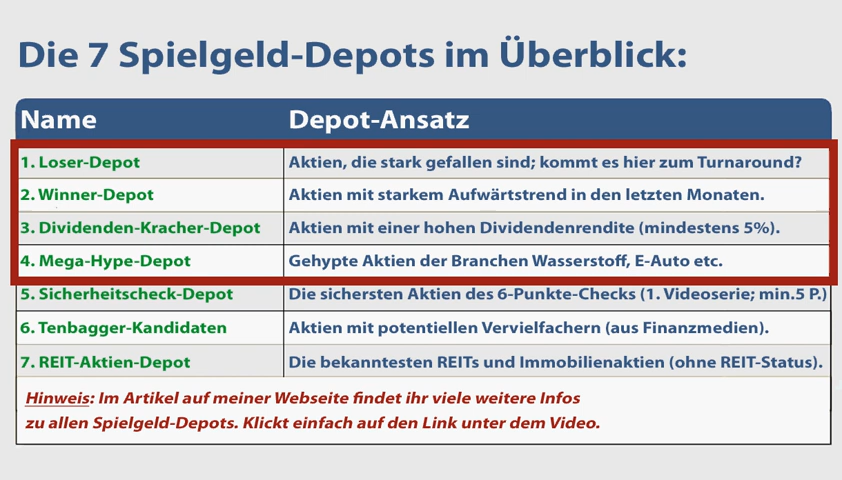 Die 7 Spielgeld-Depots im Überblick:
Name Depot-Ansatz
1. Loser-Depot Aktien, die stark gefallen sind; kommt es hier zum Turnaround?
2. Winner-Depot Aktien mit starkem Aufwärtstrend in den letzten Monaten.
3. Dividenden-Kracher-Depot Aktien mit einer hohen Dividendenrendite (mindestens 5%).
4. Mega-Hype-Depot Gehypte Aktien der Branchen Wasserstoff, E-Auto etc.
5. Sicherheitscheck-Depot Die sichersten Aktien des 6-Punkte-Checks (1. Videoserie; min.5 P.)
6. Tenbagger-Kandidaten Aktien mit potentiellen Vervielfachern (aus Finanzmedien).
7. REIT-Aktien-Depot Die bekanntesten REITs und Immobilienaktien (ohne REIT-Status).
Hinweis: Im Artikel auf meiner Webseite findet ihr viele weitere Infos
zu allen Spielgeld-Depots. Klickt einfach auf den Link unter dem Video.